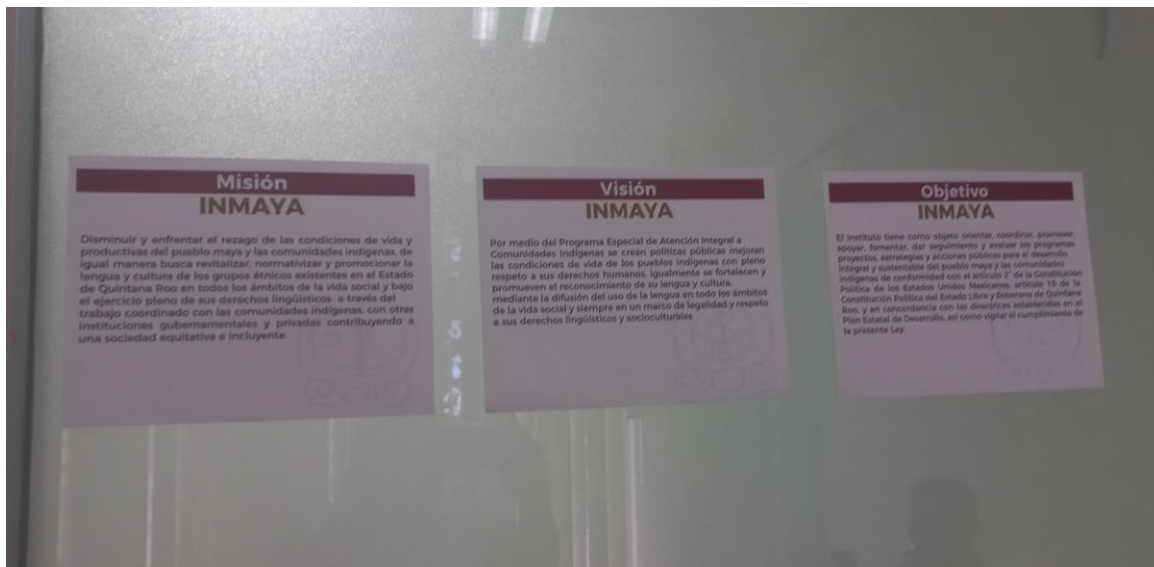 Misión
INMAYA
Disminuir y enfrentar el rezago de las condiciones de vida y
productivas del pueblo maya y las comunidades indígenas, de
igual manera busca revitalizar, normativizar y promocionar la
lengua y cultura de los grupos étnicos existentes en el Estado
de Quintana Roo en todos los ámbitos de la vida social y bajo
el ejercicio pleno de sus derechos lingüísticos a través del
trabajo coordinado con las comunidades indígenas, con otras
instituciones gubernamentales y privadas contribuyendo a
una sociedad equitativa e incluyente.
Visión
INMAYA
Por medio del Programa Especial de Atención Integral a
Comunidades Indígenas se crean políticas públicas mejoran
las condiciones de vida de los pueblos indígenas con pleno
respeto a sus derechos humanos, igualmente se fortalecen y
promueven el reconocimiento de su lengua y cultura,
mediante la difusión del uso de la lengua en todo los ámbitos
de la vida social y siempre en un marco de legalidad y respeto
a sus derechos lingüísticos y socioculturales
Objetivo
INMAYA
El Instituto tiene como objeto orientar, coordinar, promover,
apoyar, fomentar, dar seguimiento y evaluar los programas,
proyectos, estrategias y acciones públicas para el desarrollo
integral y sustentable del pueblo maya y las comunidades
indígenas de conformidad con el artículo 2° de la Constitución
Política de los Estados Unidos Mexicanos, artículo 13 de la
Constitución Política del Estado Libre y Soberano de Quintana
Roo, y en concordancia con las directrices establecidas en el
Plan Estatal de Desarrollo, así como vigilar el cumplimiento de
la presente Ley.